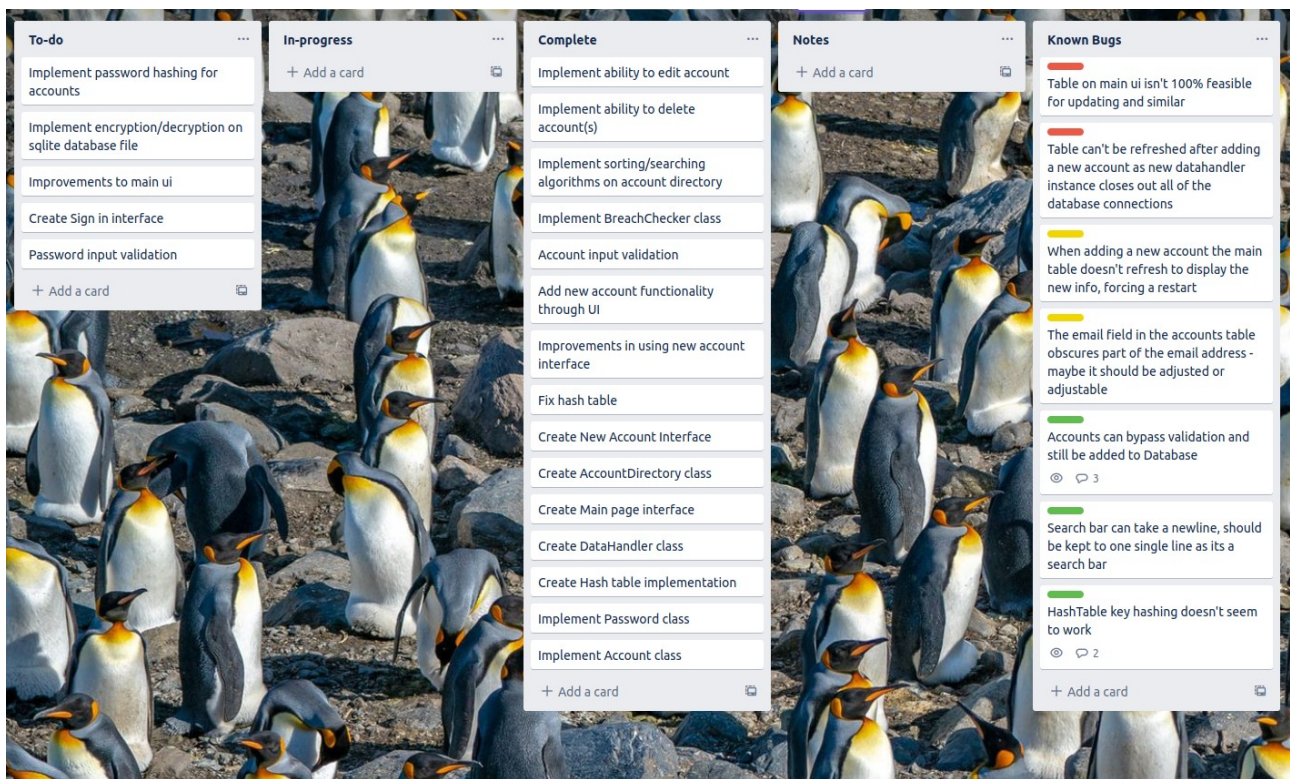 To-do
Implement password hashing for
accounts
Implement encryption/decryption on
sqlite database file
Improvements to main ui
Create Sign in interface
Password input validation
+ Add a card
In-progress
+ Add a card
Complete
Implement ability to edit account
Implement ability to delete
account(s)
Implement sorting/searching
algorithms on account directory
Implement BreachChecker class
Account input validation
Add new account functionality
through UI
Improvements in using new account
interface
Fix hash table
Create New Account Interface
Create AccountDirectory class
Create Main page interface
Create DataHandler class
Create Hash table implementation
Implement Password class
Implement Account class
+ Add a card
Notes
+ Add a card
Known Bugs
Table on main ui isn't 100% feasible
for updating and similar
Table can't be refreshed after adding
a new account as new datahandler
instance closes out all of the
database connections
When adding a new account the main
table doesn't refresh to display the
new info, forcing a restart
The email field in the accounts table
obscures part of the email address -
maybe it should be adjusted or
adjustable
Accounts can bypass validation and
still be added to Database
3
Search bar can take a newline, should
be kept to one single line as its a
search bar
HashTable key hashing doesn't seem
to work
2
+ Add a card